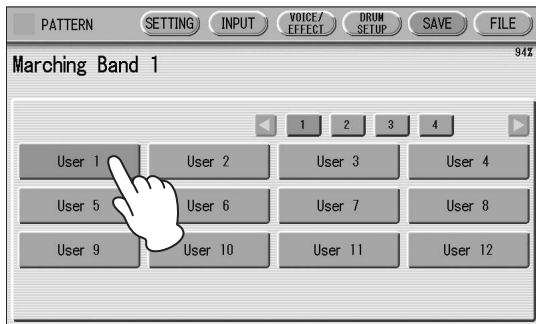 PATTERN SETTING INPUT VOICE/ EFFECT DRUM SETUP SAVE FILE
94%
Marching Band 1
1 2 3 4
User 1 User 2 User 3 User 4
User 5 User 6 User 7 User 8
User 9 User 10 User 11 User 12